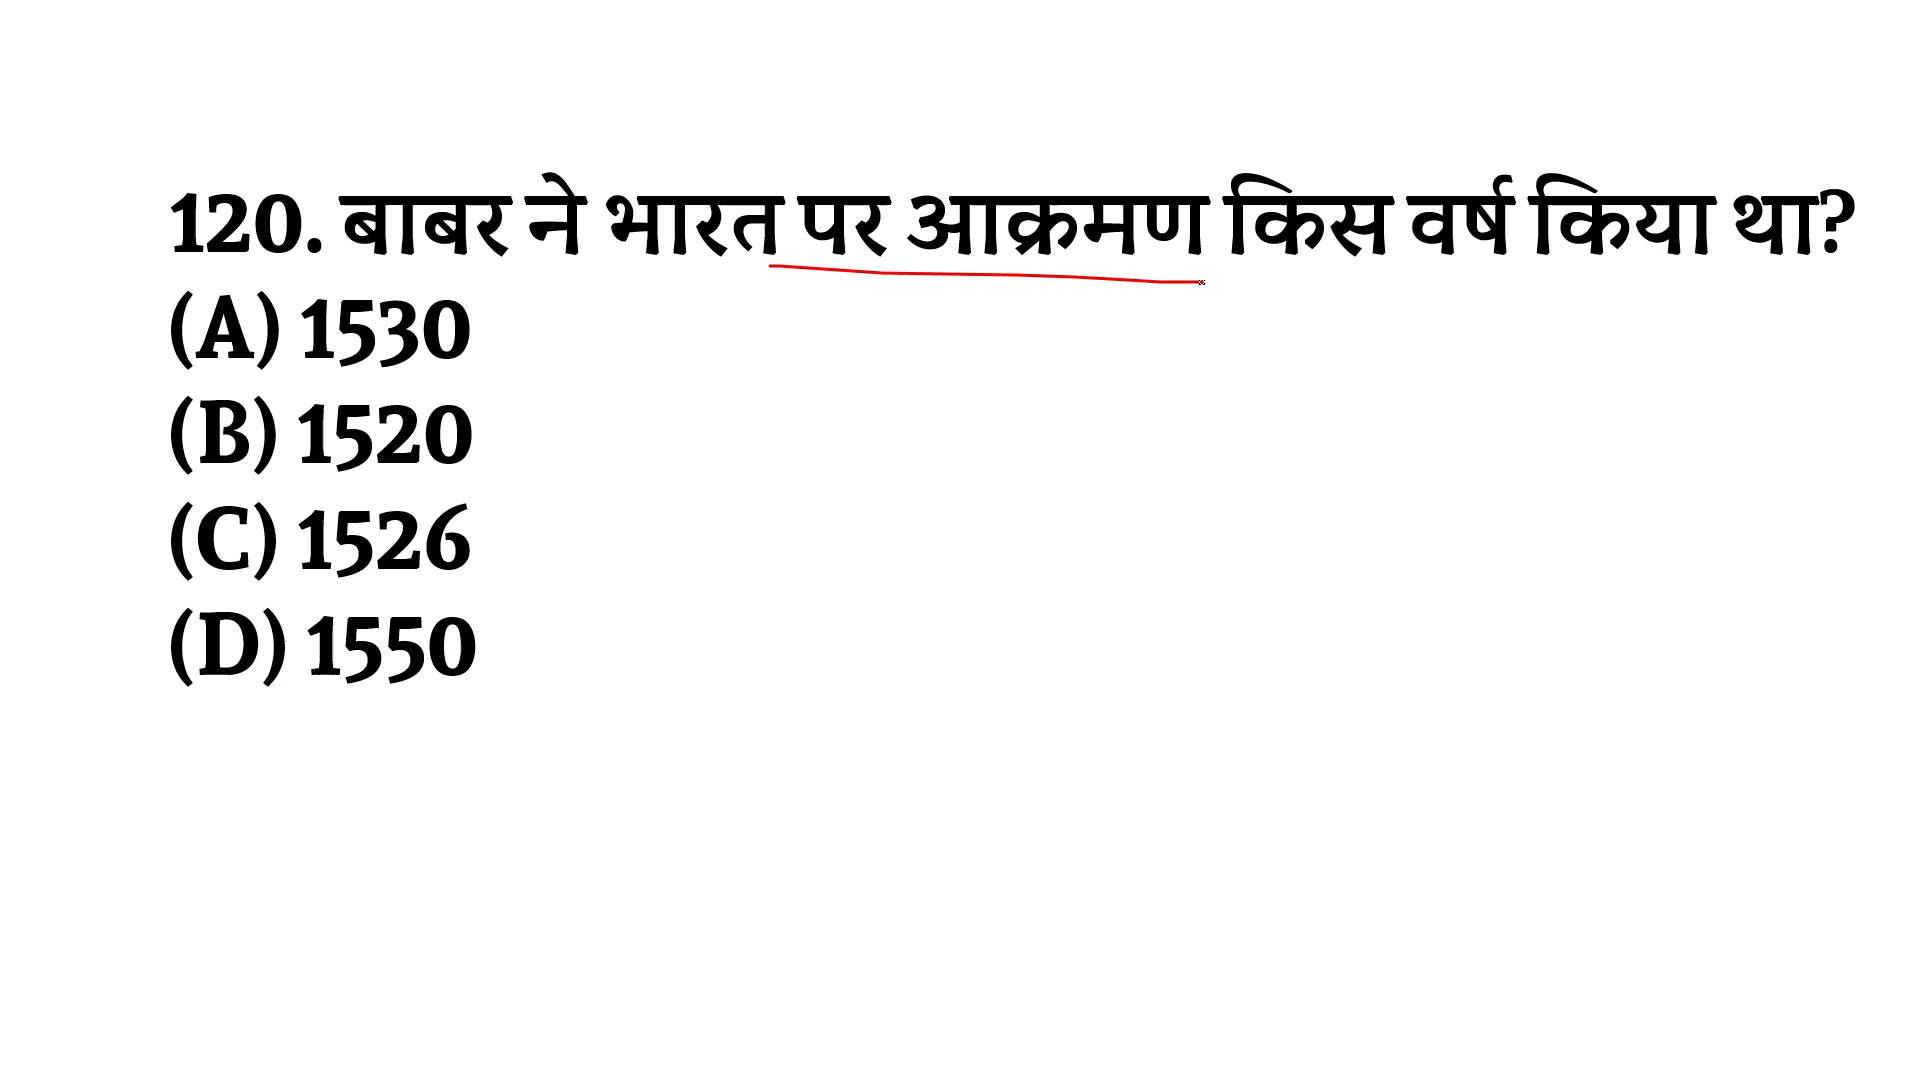 120. बाबर ने भारत पर आक्रमण किस वर्ष किया था?
(A) 1530
(B) 1520
(C) 1526
(D) 1550